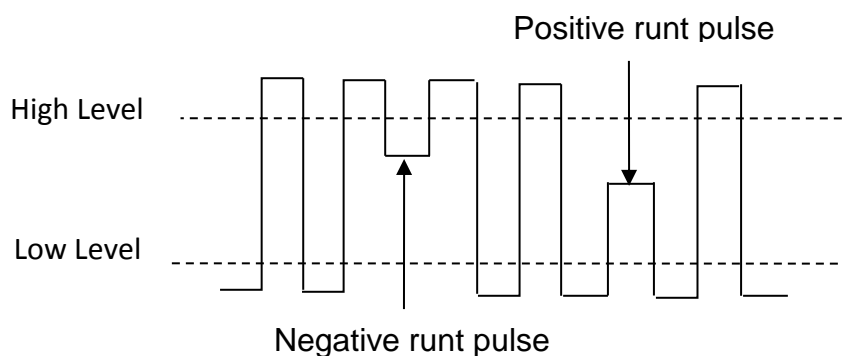 Positive runt pulse
High Level
Low Level
Negative runt pulse